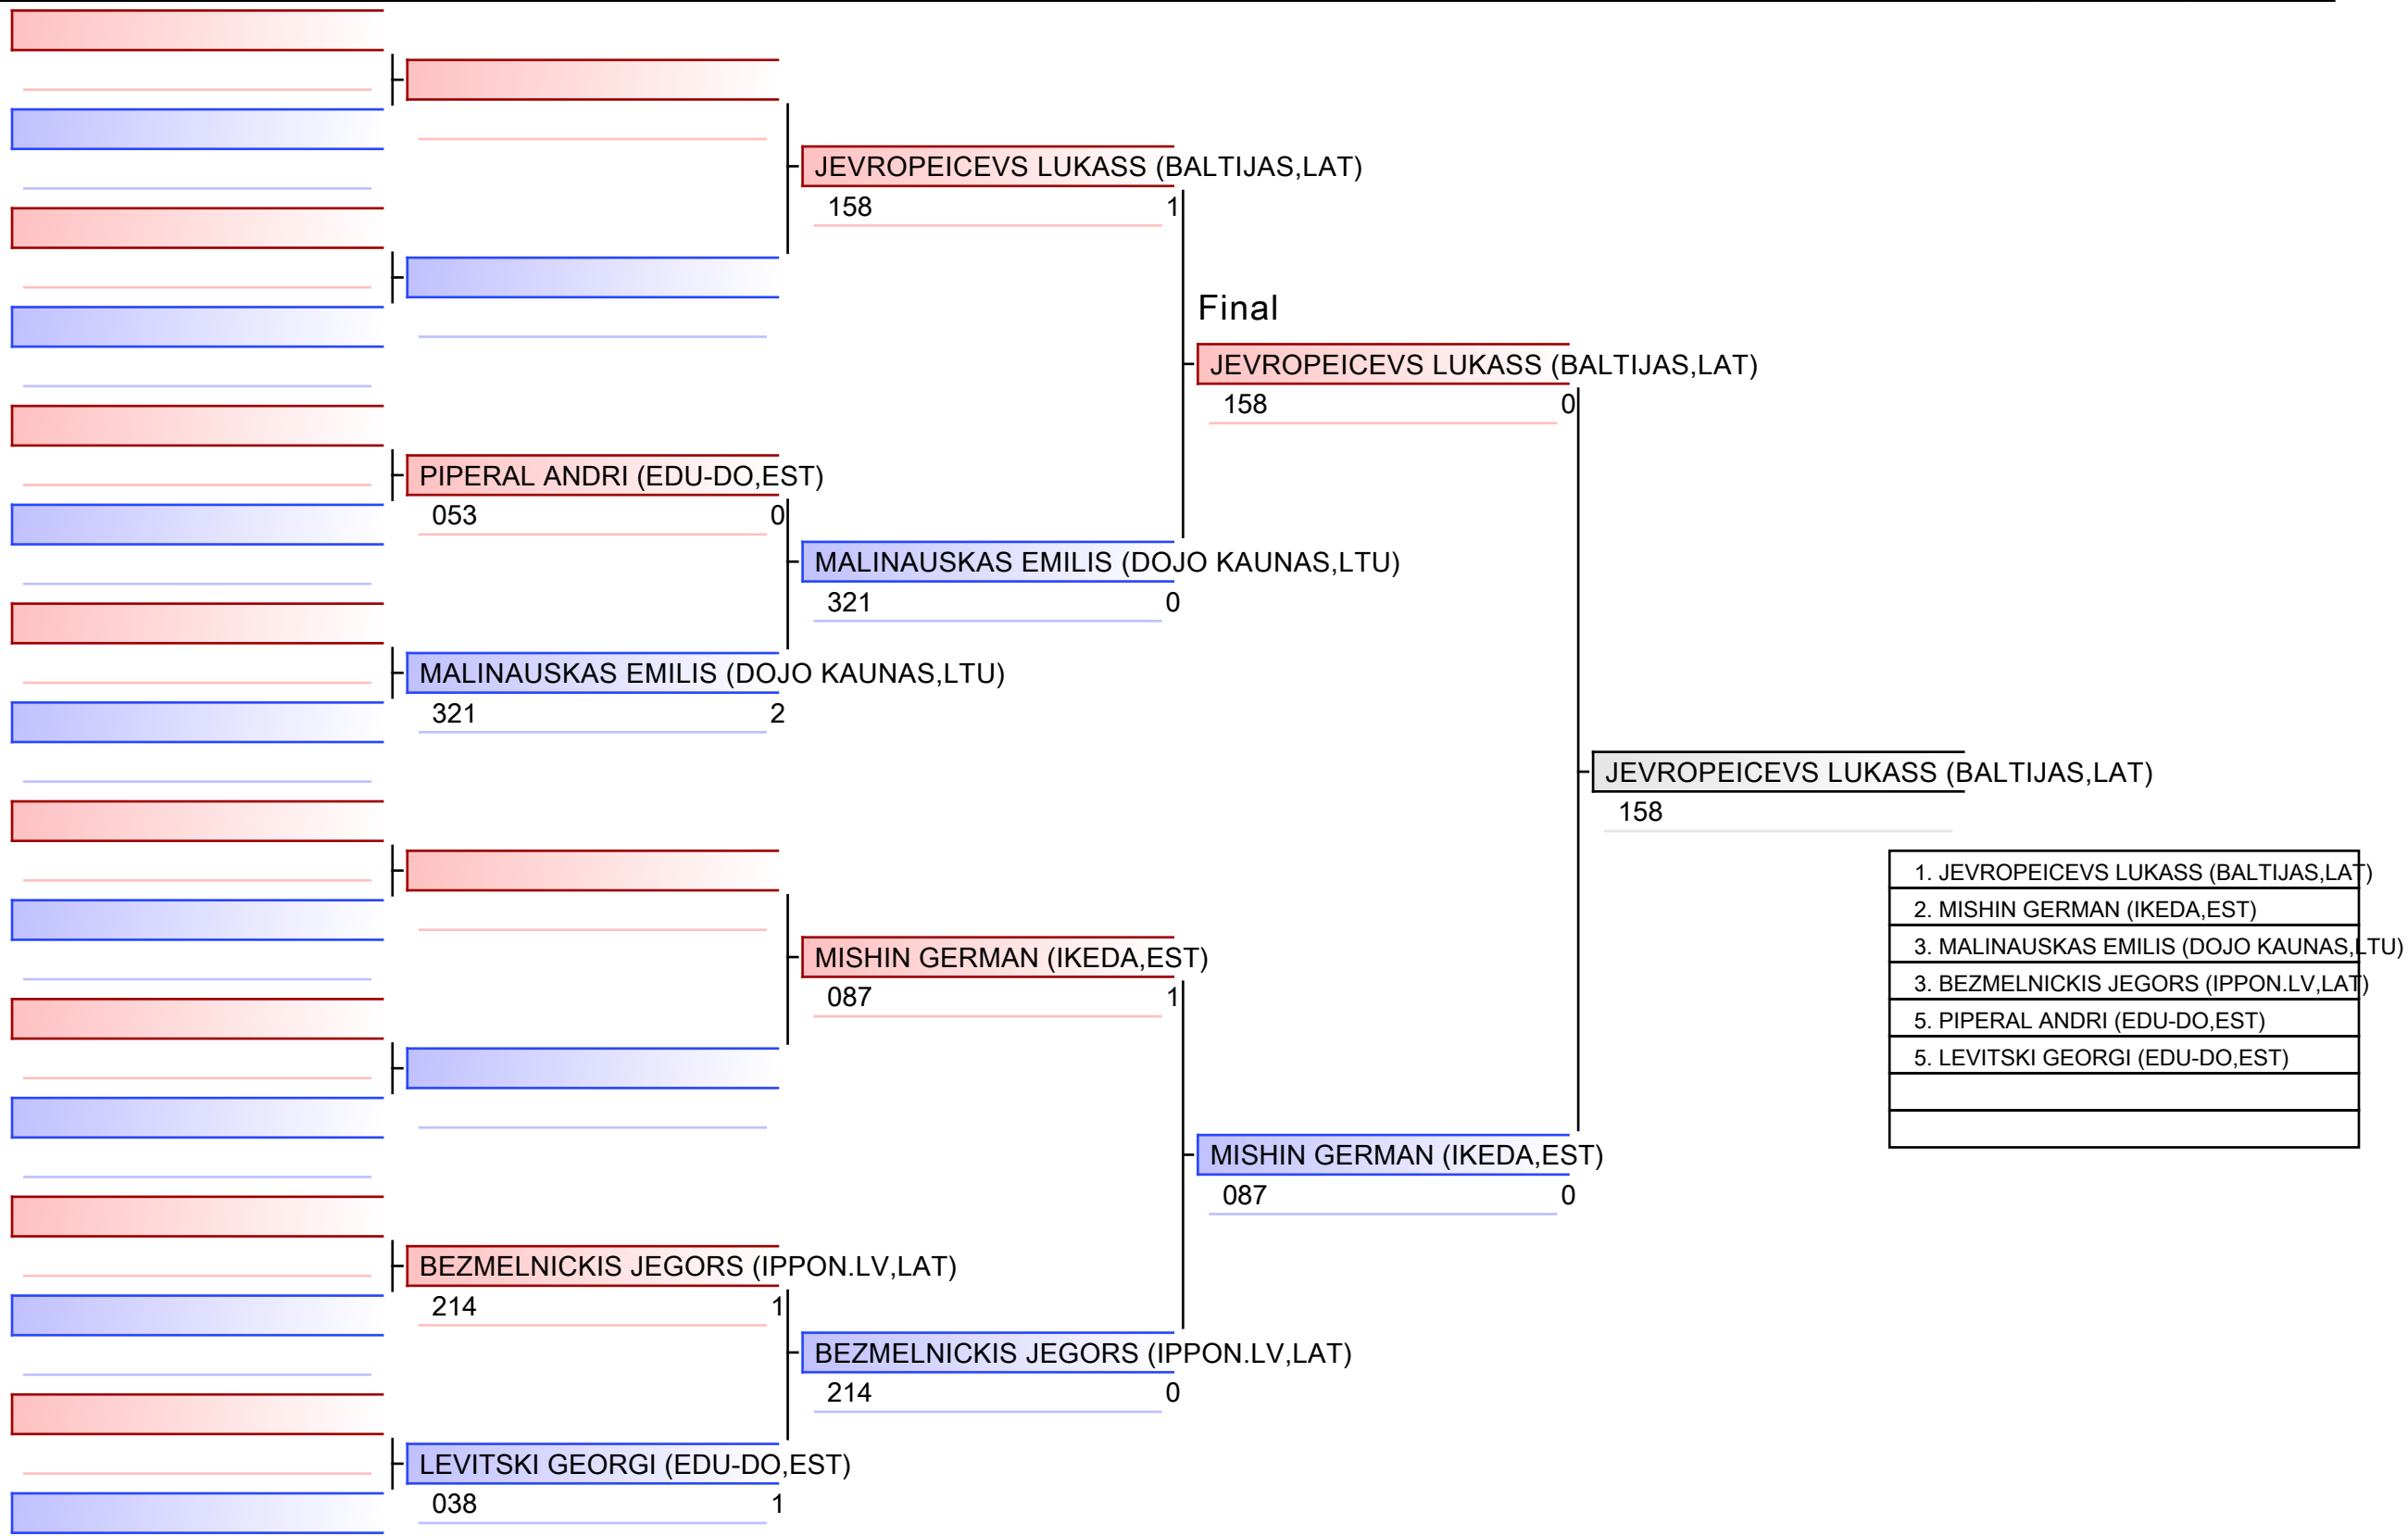 JEVROPEICEVS LUKASS (BALTIJAS,LAT)
158 1
Final
JEVROPEICEVS LUKASS (BALTIJAS,LAT)
158 0
PIPERAL ANDRI (EDU-DO,EST)
053 0
MALINAUSKAS EMILIS (DOJO KAUNAS,LTU)
321 0
MALINAUSKAS EMILIS (DOJO KAUNAS,LTU)
321 2
JEVROPEICEVS LUKASS (BALTIJAS,LAT)
158
1. JEVROPEICEVS LUKASS (BALTIJAS,LAT)
2. MISHIN GERMAN (IKEDA,EST)
3. MALINAUSKAS EMILIS (DOJO KAUNAS,LTU)
3. BEZMELNICKIS JEGORS (IPPON.LV,LAT)
5. PIPERAL ANDRI (EDU-DO,EST)
5. LEVITSKI GEORGI (EDU-DO,EST)
MISHIN GERMAN (IKEDA,EST)
087 1
MISHIN GERMAN (IKEDA,EST)
087 0
BEZMELNICKIS JEGORS (IPPON.LV,LAT)
214 1
BEZMELNICKIS JEGORS (IPPON.LV,LAT)
214 0
LEVITSKI GEORGI (EDU-DO,EST)
038 1